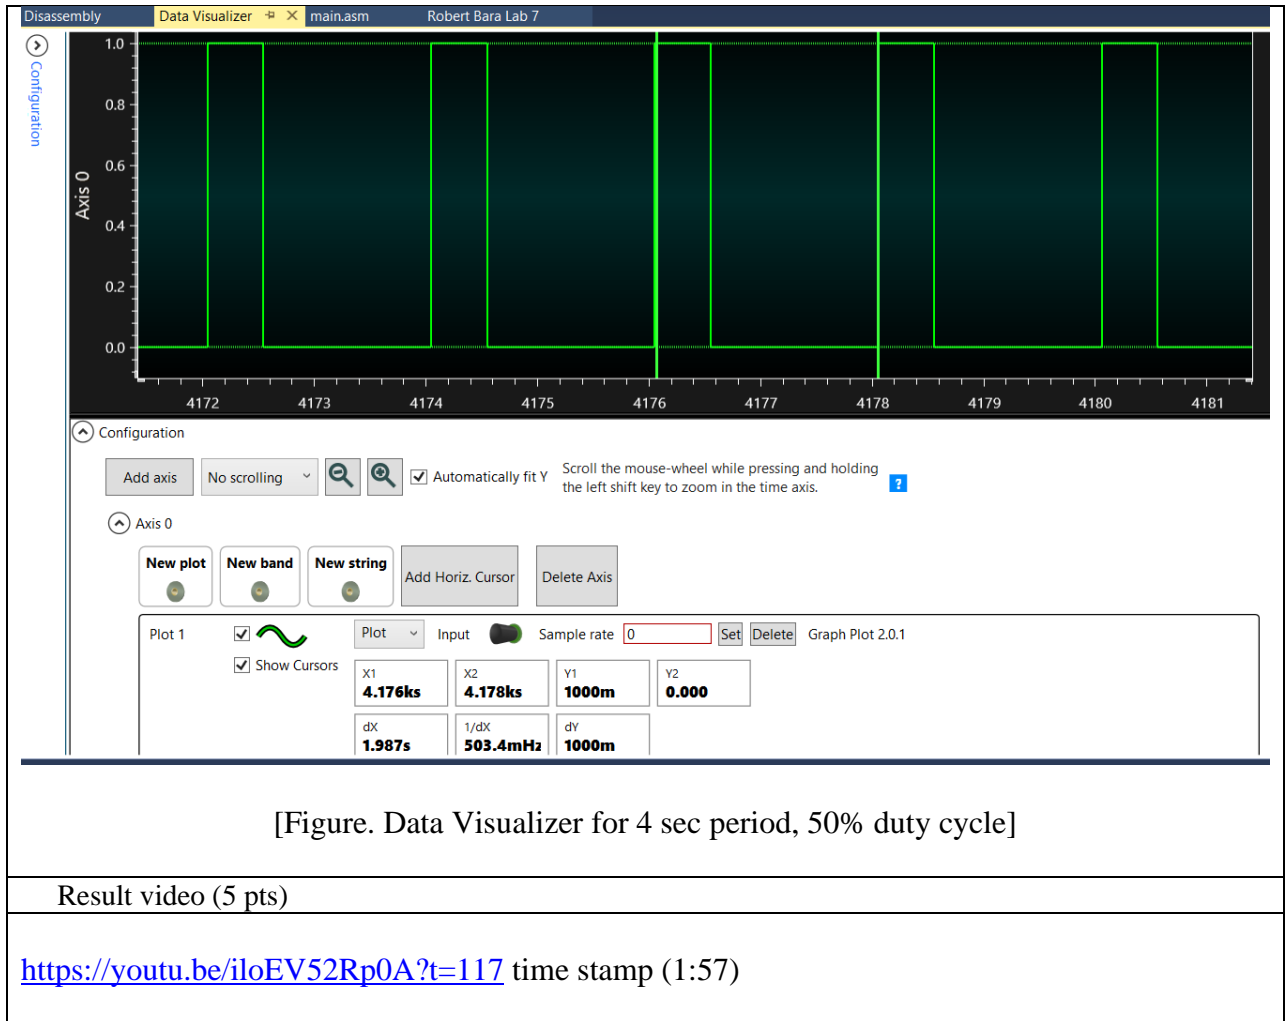 Disassembly Data Visualizer main.asm Robert Bara Lab 7
Configuration
Axis 0
1.0
0.8
0.6
0.4
0.2
0.0
4172 4173 4174 4175 4176 4177 4178 4179 4180 4181
Configuration
Add axis No scrolling Automatically fit Y Scroll the mouse-wheel while pressing and holding
the left shift key to zoom in the time axis. ?
Axis 0
New plot New band New string Add Horiz. Cursor Delete Axis
Plot 1 Plot Input Sample rate 0 Set Delete Graph Plot 2.0.1
Show Cursors
X1 X2 Y1 Y2
4.176ks 4.178ks 1000m 0.000
dX 1/dX dY
1.987s 503.4mHz 1000m
[Figure. Data Visualizer for 4 sec period, 50% duty cycle]
Result video (5 pts)
https://youtu.be/iloEV52Rp0A?t=117 time stamp (1:57)